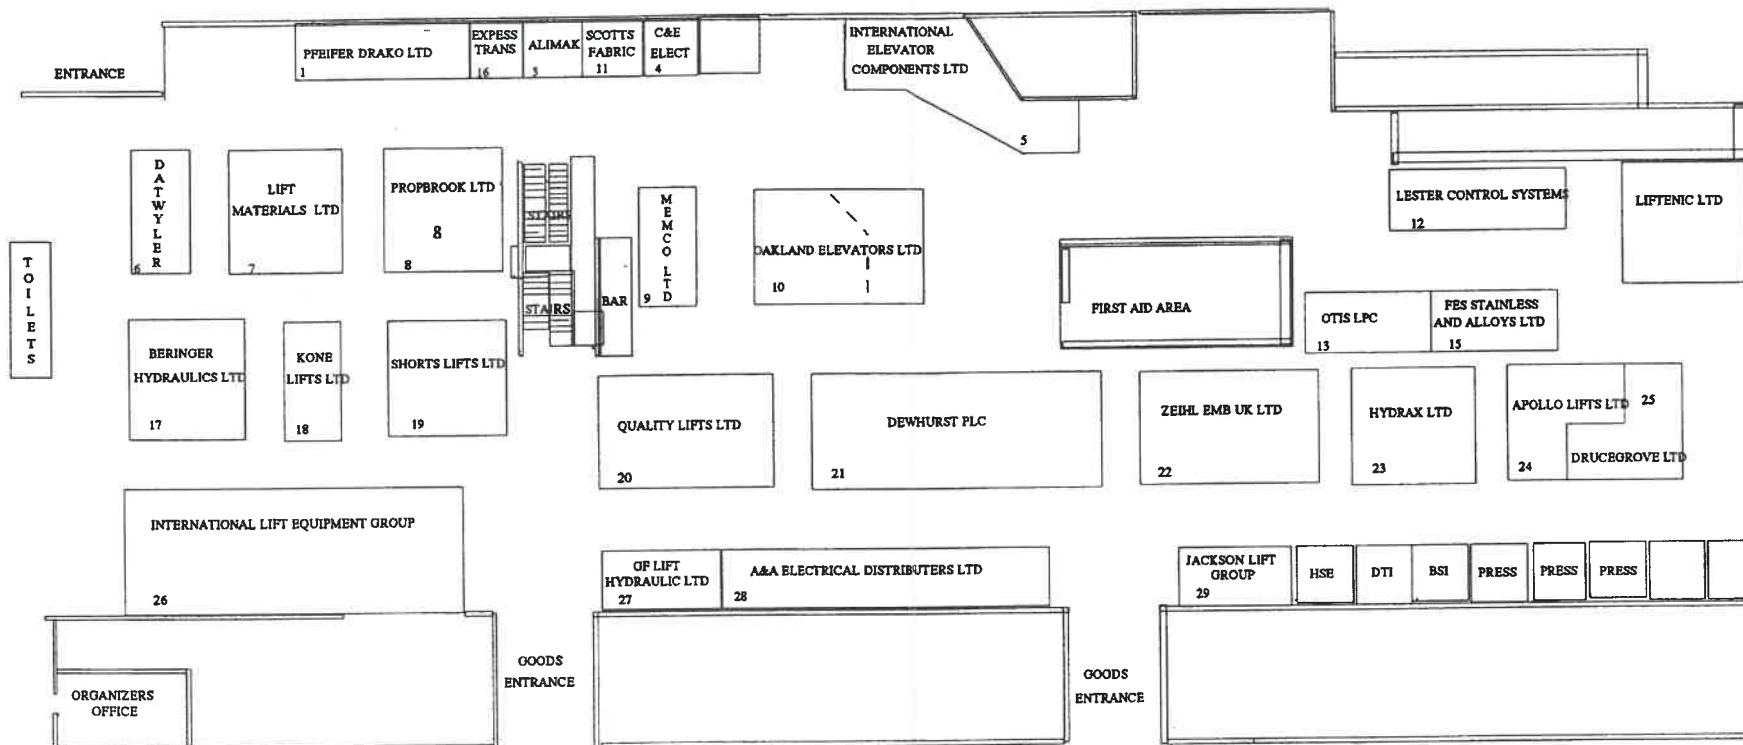 ENTRANCE
PFEIFER DRAKO LTD
1
EXPESS
TRANS
16
ALIMAK
3
SCOTTS
FABRIC
11
C&E
ELECT
4
INTERNATIONAL
ELEVATOR
COMPONENTS LTD
5
DATWYLER
6
LIFT
MATERIALS LTD
7
PROPBROOK LTD
8
8
STAIRS
STAIRS
BAR
MEMCO LTD
9
OAKLAND ELEVATORS LTD
10
LESTER CONTROL SYSTEMS
12
LIFTENIC LTD
TOILETS
FIRST AID AREA
OTIS LPC
13
FES STAINLESS
AND ALLOYS LTD
15
BERINGER
HYDRAULICS LTD
17
KONE
LIFTS LTD
18
SHORTS LIFTS LTD
19
QUALITY LIFTS LTD
20
DEWHURST PLC
21
ZEIHL EMB UK LTD
22
HYDRAX LTD
23
APOLLO LIFTS LTD
24
25
DRUCEGROVE LTD
INTERNATIONAL LIFT EQUIPMENT GROUP
26
GF LIFT
HYDRAULIC LTD
27
A&A ELECTRICAL DISTRIBUTERS LTD
28
JACKSON LIFT
GROUP
29
HSE
DTI
BSI
PRESS
PRESS
PRESS
GOODS
ENTRANCE
GOODS
ENTRANCE
ORGANIZERS
OFFICE